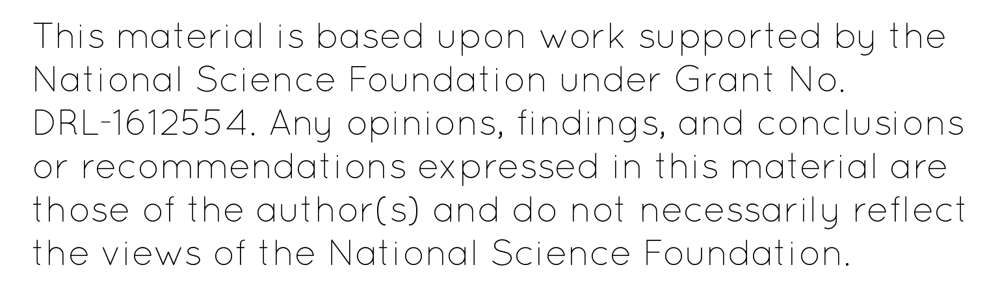 This material is based upon work supported by the
National Science Foundation under Grant No.
DRL-1612554. Any opinions, findings, and conclusions
or recommendations expressed in this material are
those of the author(s) and do not necessarily reflect
the views of the National Science Foundation.